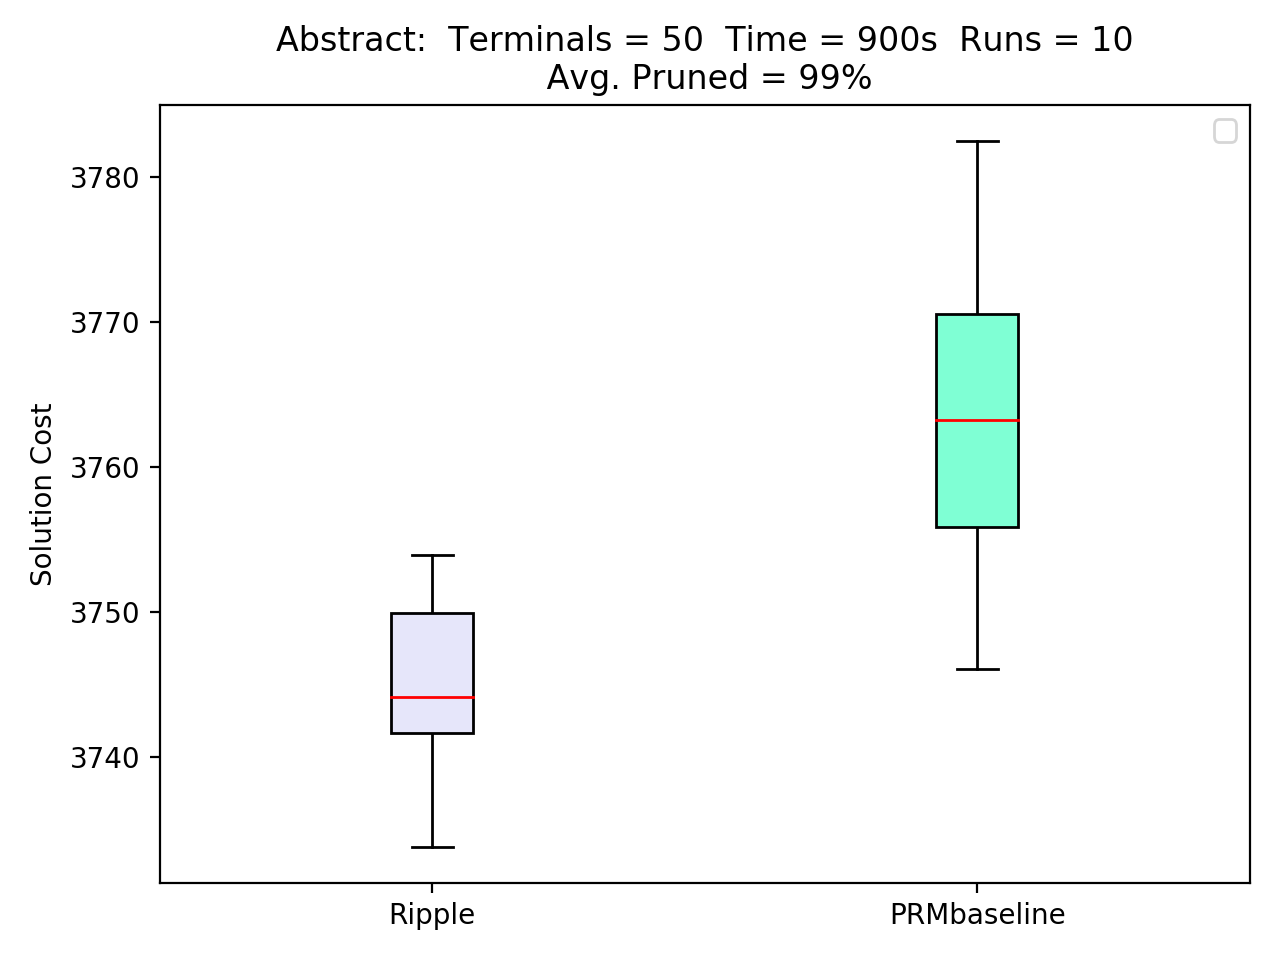 Abstract:  Terminals = 50  Time = 900s  Runs = 10
Avg. Pruned = 99%
3780
3770
3760
3750
3740
Solution Cost
Ripple
PRMbaseline